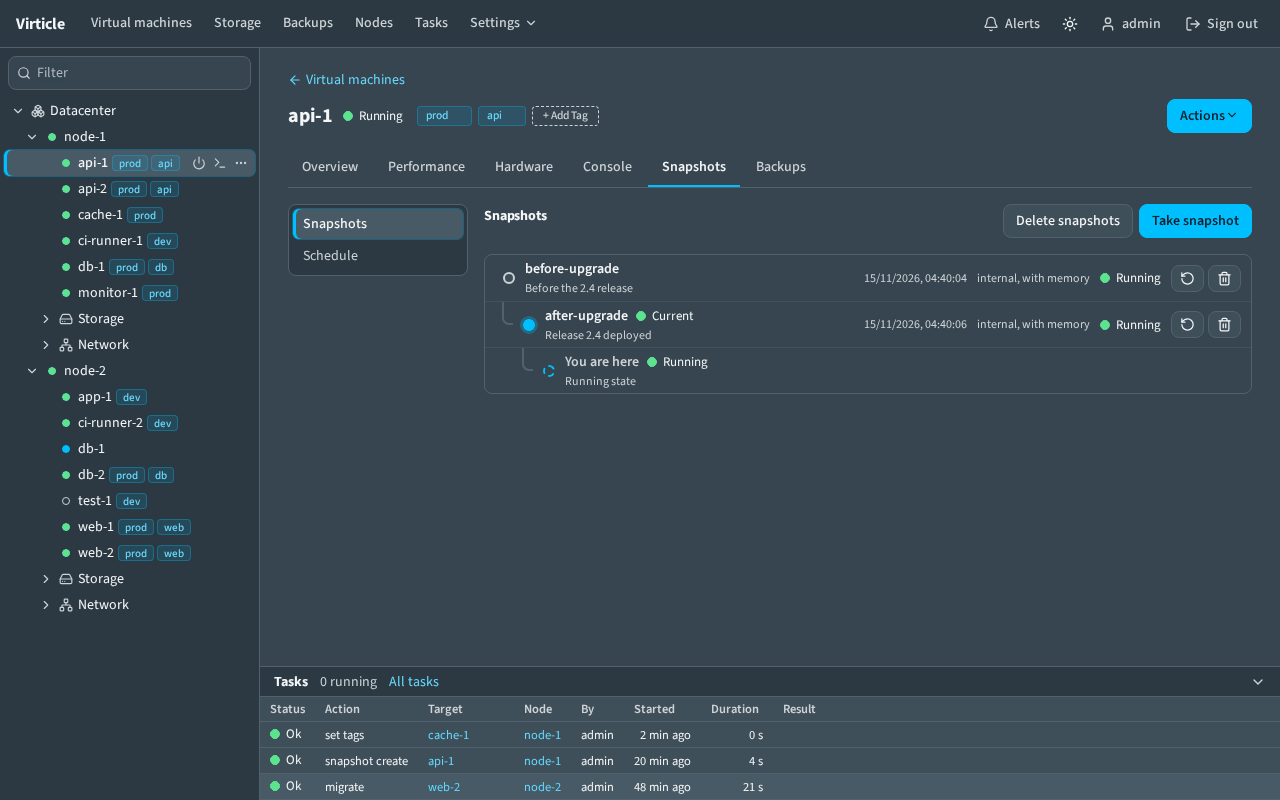 Virticle
Virtual machines
Storage
Backups
Nodes
Tasks
Settings
Alerts
admin
Sign out
Filter
Datacenter
node-1
api-1 prod api
api-2 prod api
cache-1 prod
ci-runner-1 dev
db-1 prod db
monitor-1 prod
Storage
Network
node-2
app-1 dev
ci-runner-2 dev
db-1
db-2 prod db
test-1 dev
web-1 prod web
web-2 prod web
Storage
Network
Virtual machines
api-1 Running prod api + Add Tag
Actions
Overview Performance Hardware Console Snapshots Backups
Snapshots
Schedule
Snapshots
Delete snapshots
Take snapshot
before-upgrade
Before the 2.4 release
15/11/2026, 04:40:04 internal, with memory Running
after-upgrade Current
Release 2.4 deployed
15/11/2026, 04:40:06 internal, with memory Running
You are here Running
Running state
Tasks 0 running All tasks
Status Action Target Node By Started Duration Result
Ok set tags cache-1 node-1 admin 2 min ago 0 s
Ok snapshot create api-1 node-1 admin 20 min ago 4 s
Ok migrate web-2 node-2 admin 48 min ago 21 s